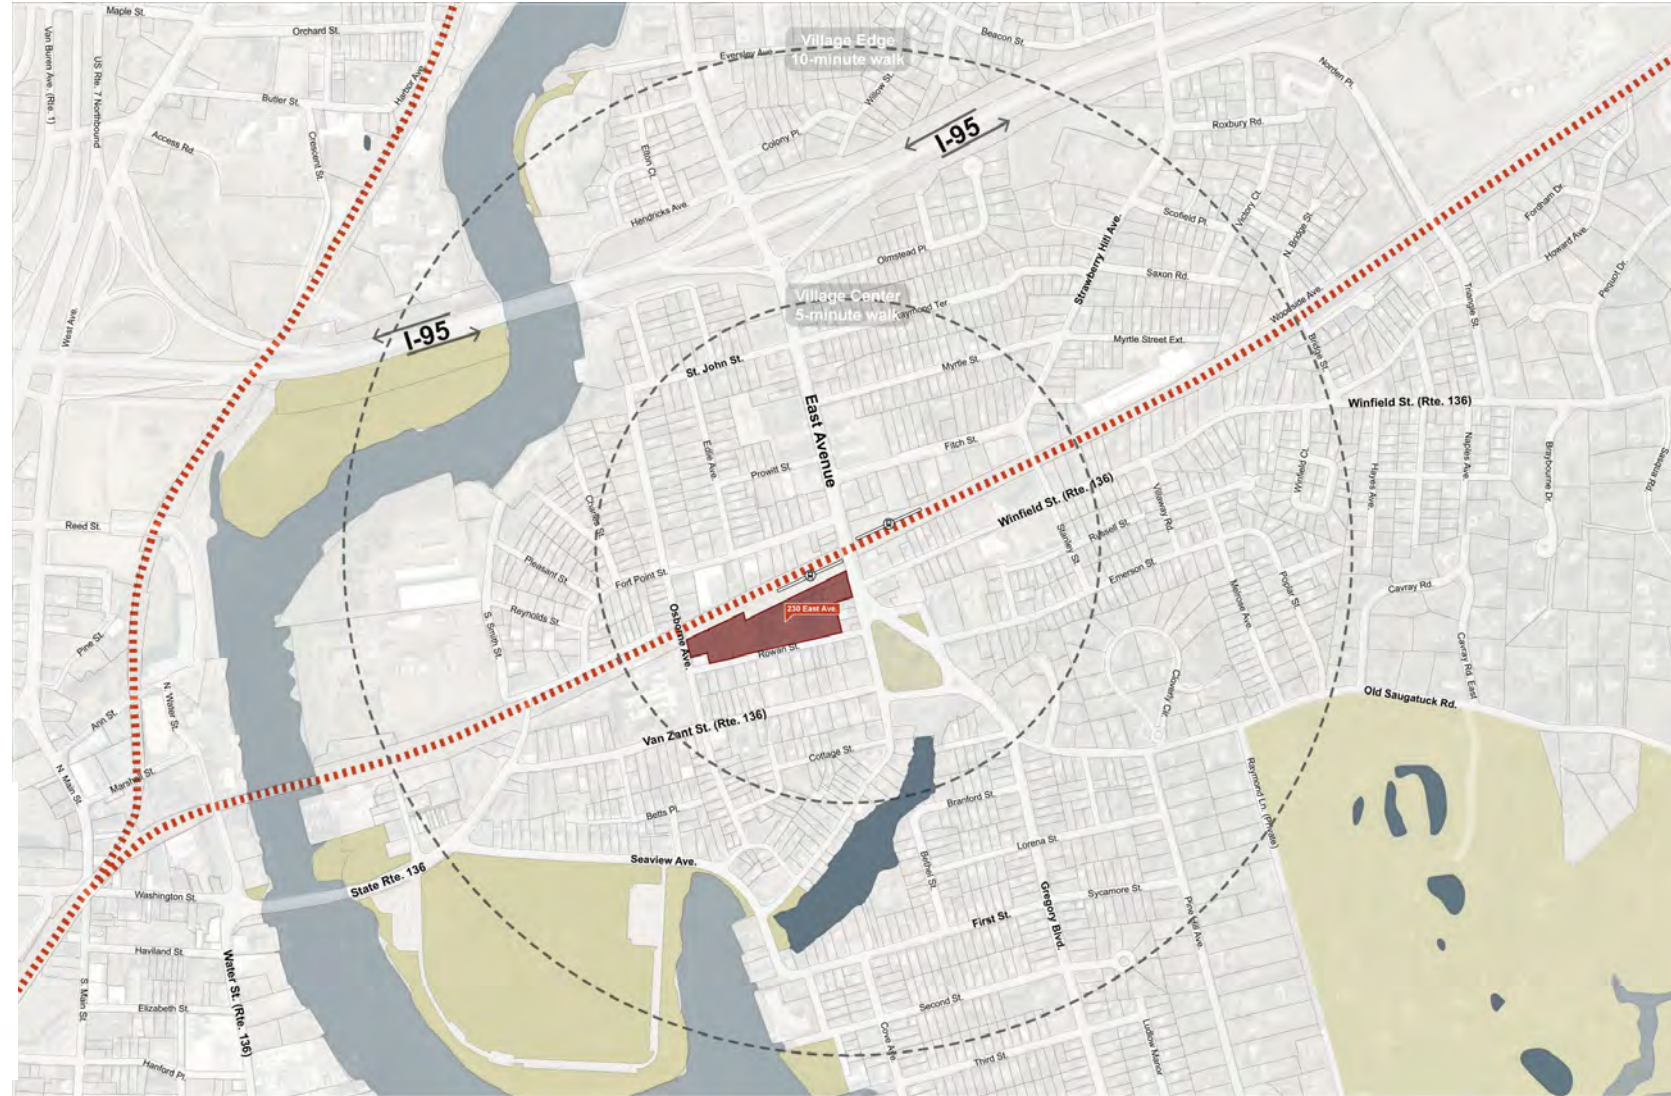 Maple St.
Orchard St.
Van Buren Ave. (Rte. 1)
US Rte. 7 Northbound
Harbor Ave.
Butler St.
Access Rd.
Crescent St.
Eversley Ave
Village Edge
10-minute walk
Beacon St.
Willow St.
Norden Pl.
I-95
Roxbury Rd.
Colony Pl.
Elton Ct.
Hendricks Ave.
Scofield Pl.
Victory Ct.
N. Bridge St.
Fordham Dr.
Howard Ave.
Pequot Dr.
Strawberry Hill Ave.
Olmstead Pl.
Saxon Rd.
Triangle St.
Woodside Ave.
Village Center
5-minute walk
Raymond Ter.
West Ave.
I-95
Bridge St.
Myrtle Street Ext.
Myrtle St.
St. John St.
East Avenue
Winfield St. (Rte. 136)
Fitch St.
Edlie Ave.
Prowitt St.
Naples Ave.
Braybourne Dr.
Sasqua Rd.
Hayes Ave.
Winfield Ct.
Winfield St. (Rte. 136)
Villaway Rd.
Charles St.
Reed St.
Stanley St.
Russell St.
Emerson St.
Pleasant St.
Fort Point St.
Poplar St.
Melrose Ave.
Cavray Rd.
Reynolds St.
S. Smith St.
Osborne Ave.
230 East Ave.
Rowan St.
Pine St.
Cavray Rd. East
Cloverly Cir.
Old Saugatuck Rd.
N. Water St.
Ann St.
Van Zant St. (Rte. 136)
Cottage St.
N. Main St.
Marshall St.
Raymond Ln. (Private)
Betts Pl.
Branford St.
Lorena St.
Seaview Ave.
Bethel St.
State Rte. 136
Washington St.
Gregory Blvd.
Sycamore St.
First St.
Pine Hill Ave.
Haviland St.
Water St. (Rte. 136)
S. Main St.
Elizabeth St.
Second St.
Cove Ave.
Third St.
Ludlow Manor
Hanford Pl.